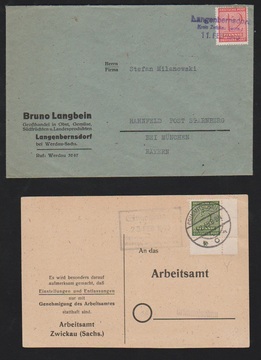 Langenbernsdorf
Herrn
Firma
Stefan Milanowski
Bruno Langbein
Großhandel in Obst, Gemüse,
Südfrüchten u. Landesprodukten
Langenbernsdorf
bei Werdau-Sachs.
Ruf: Werdau 2937
BEI MÜNCHEN
BAYERN
An das
Arbeitsamt
Es wird besonders darauf
aufmerksam gemacht, daß
Einstellungen und Entlassungen
nur mit
Genehmigung des Arbeitsamtes
statthaft sind.
Arbeitsamt
Zwickau (Sachs.)